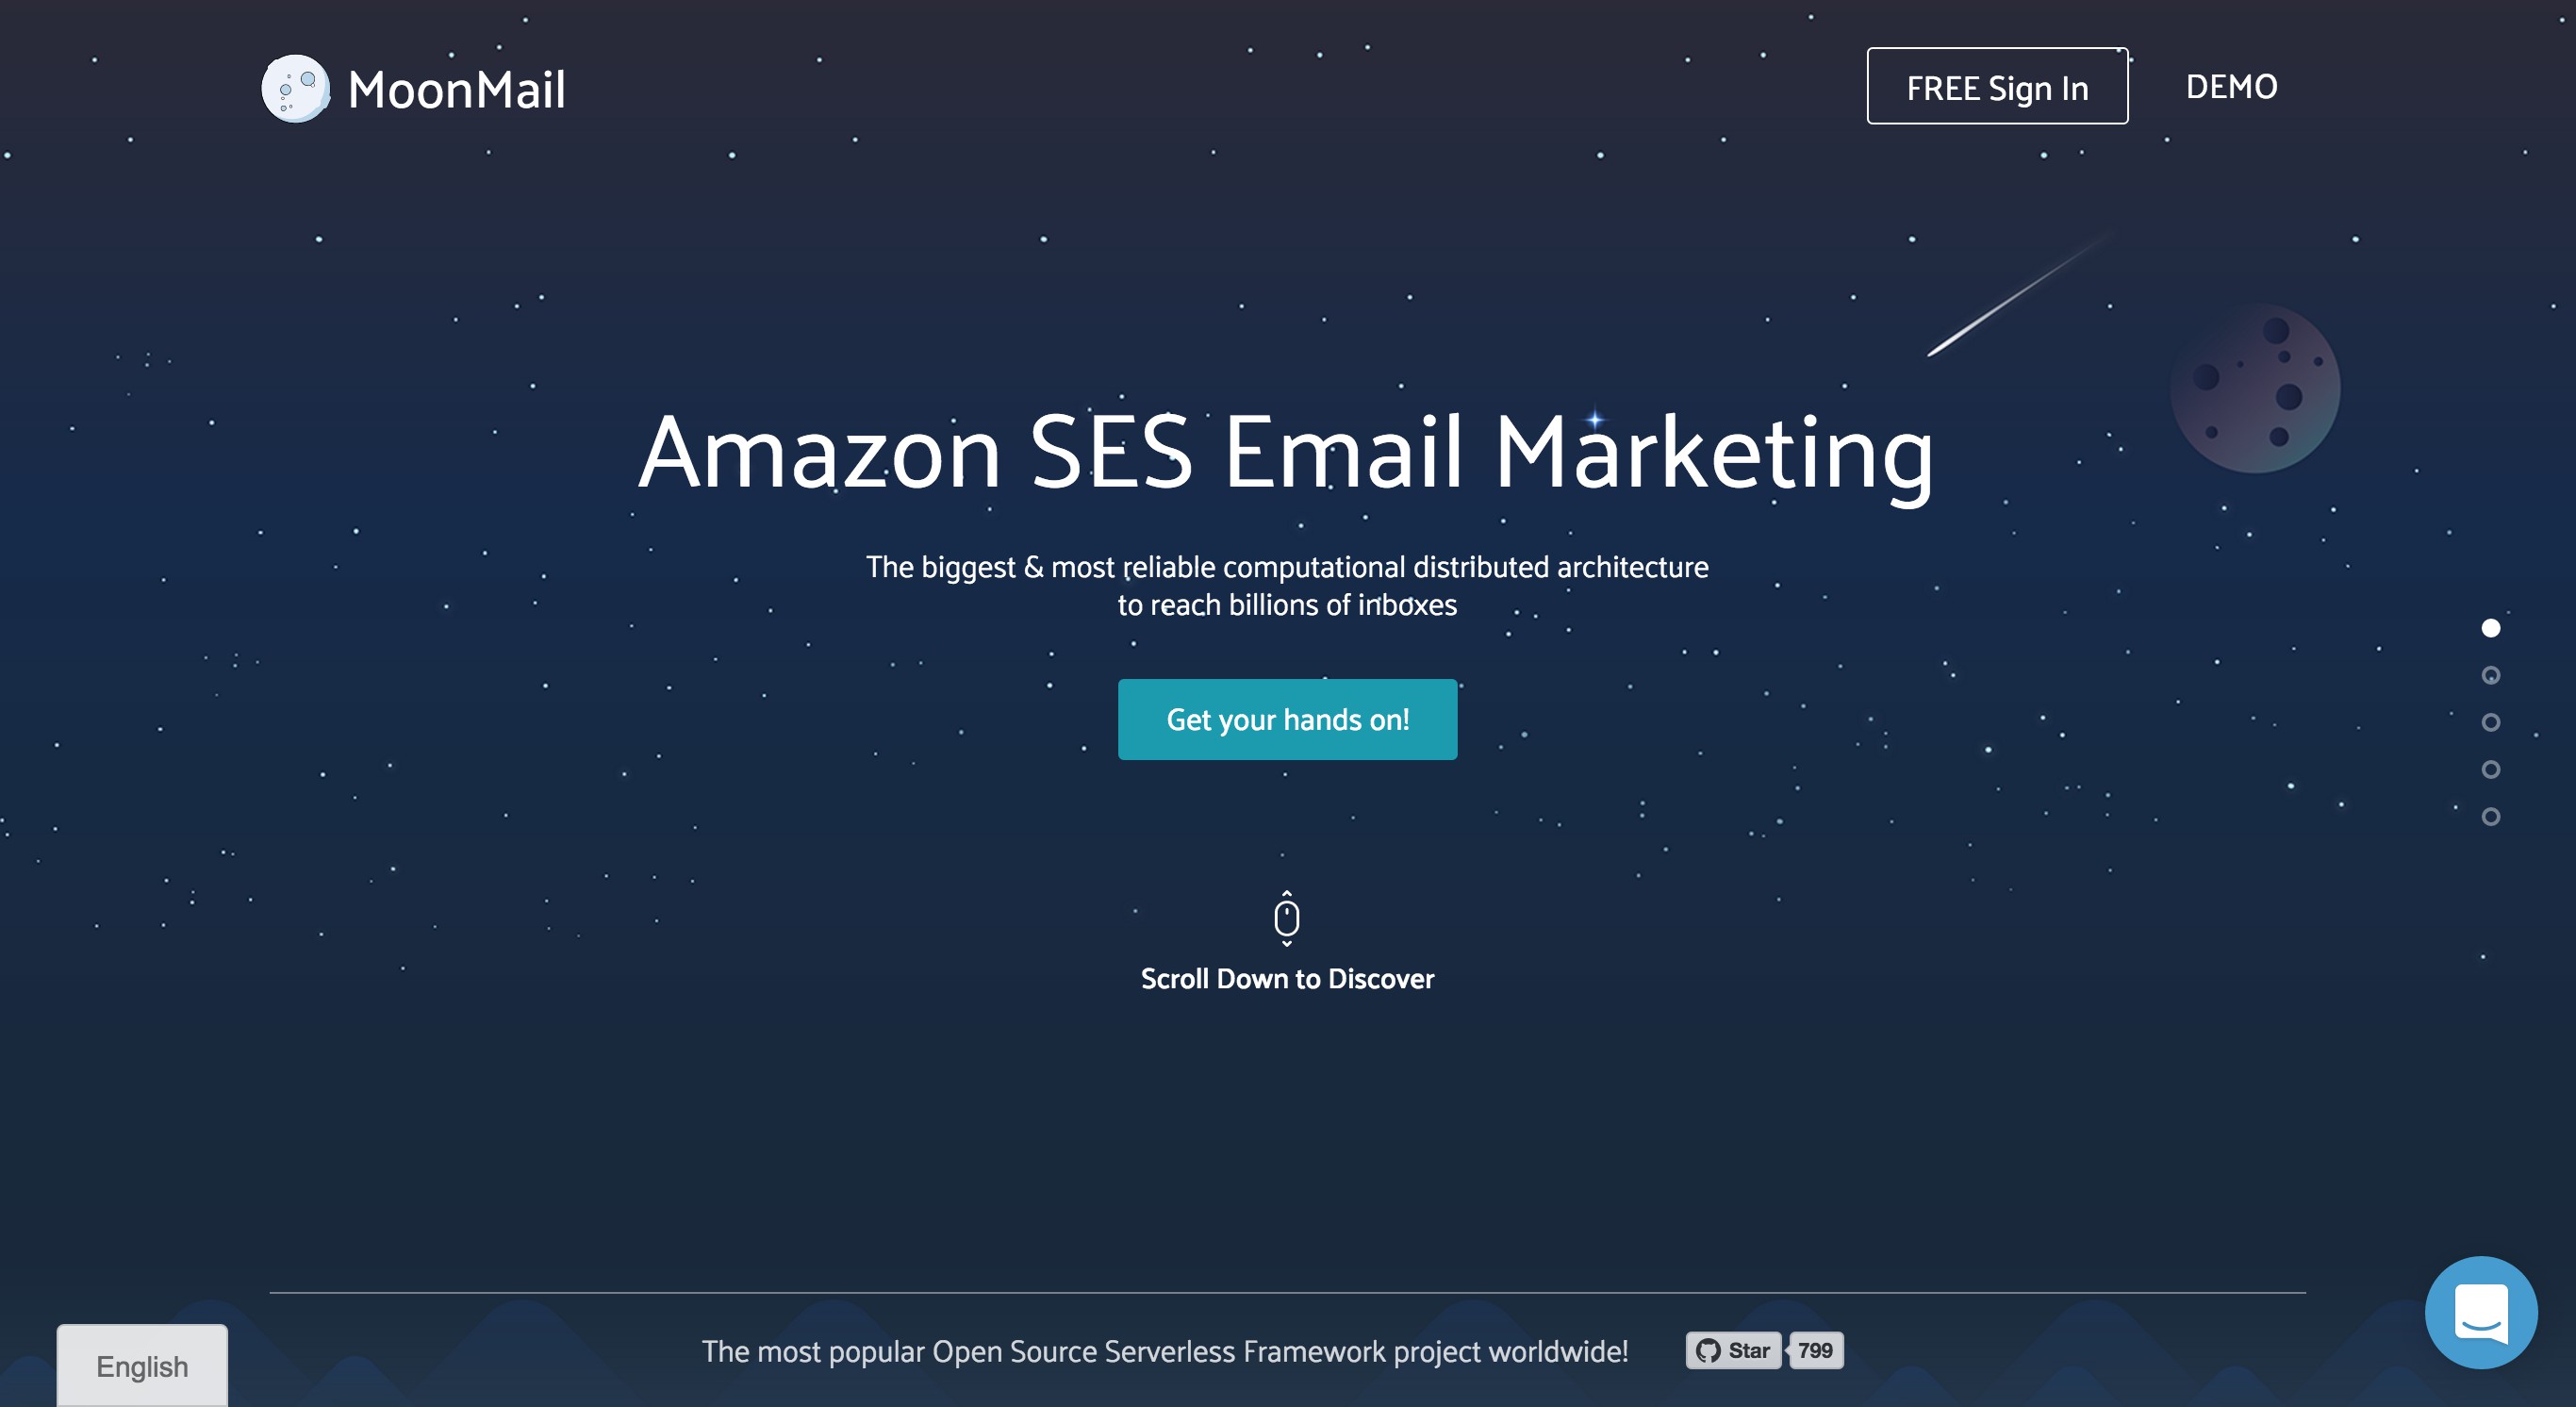 MoonMail
FREE Sign In
DEMO
Amazon SES Email Marketing
The biggest & most reliable computational distributed architecture
to reach billions of inboxes
Get your hands on!
Scroll Down to Discover
The most popular Open Source Serverless Framework project worldwide!
Star
799
English